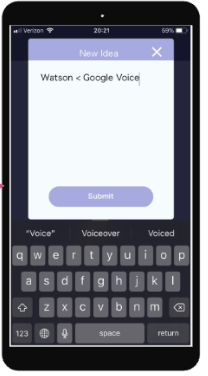 Verizon 20:21 59%
New Idea
Watson < Google Voice
Submit
"Voice" Voiceover Voiced
q w e r t y u i o p
a s d f g h j k l
z x c v b n m
123 space return